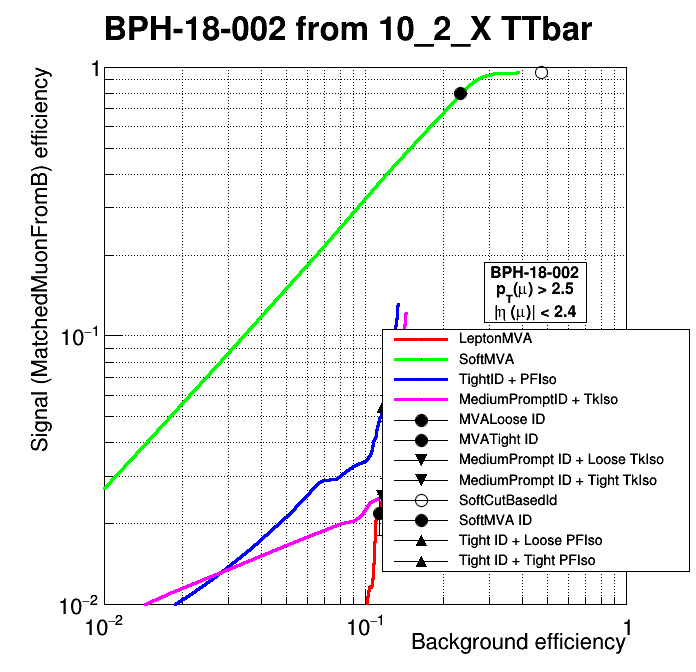 BPH-18-002 from 10_2_X TTbar
Signal (MatchedMuonFromB) efficiency
1
10⁻¹
10⁻²
BPH-18-002
p_T(μ) > 2.5
|η (μ)| < 2.4
LeptonMVA
SoftMVA
TightID + PFIso
MediumPromptID + TkIso
MVALoose ID
MVATight ID
MediumPrompt ID + Loose TkIso
MediumPrompt ID + Tight TkIso
SoftCutBasedId
SoftMVA ID
Tight ID + Loose PFIso
Tight ID + Tight PFIso
10⁻² 10⁻¹ 1
Background efficiency